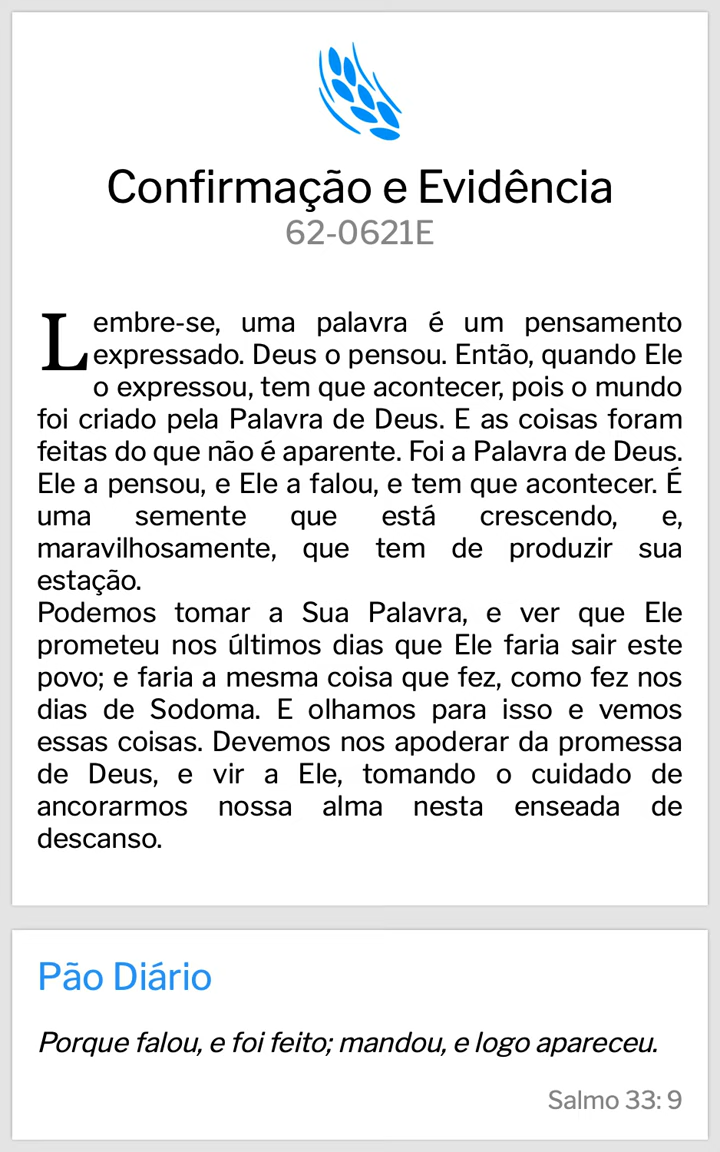 Confirmação e Evidência
62-0621E
Lembre-se, uma palavra é um pensamento
expressado. Deus o pensou. Então, quando Ele
o expressou, tem que acontecer, pois o mundo
foi criado pela Palavra de Deus. E as coisas foram
feitas do que não é aparente. Foi a Palavra de Deus.
Ele a pensou, e Ele a falou, e tem que acontecer. É
uma semente que está crescendo, e,
maravilhosamente, que tem de produzir sua
estação.
Podemos tomar a Sua Palavra, e ver que Ele
prometeu nos últimos dias que Ele faria sair este
povo; e faria a mesma coisa que fez, como fez nos
dias de Sodoma. E olhamos para isso e vemos
essas coisas. Devemos nos apoderar da promessa
de Deus, e vir a Ele, tomando o cuidado de
ancorarmos nossa alma nesta enseada de
descanso.
Pão Diário
Porque falou, e foi feito; mandou, e logo apareceu.
Salmo 33: 9